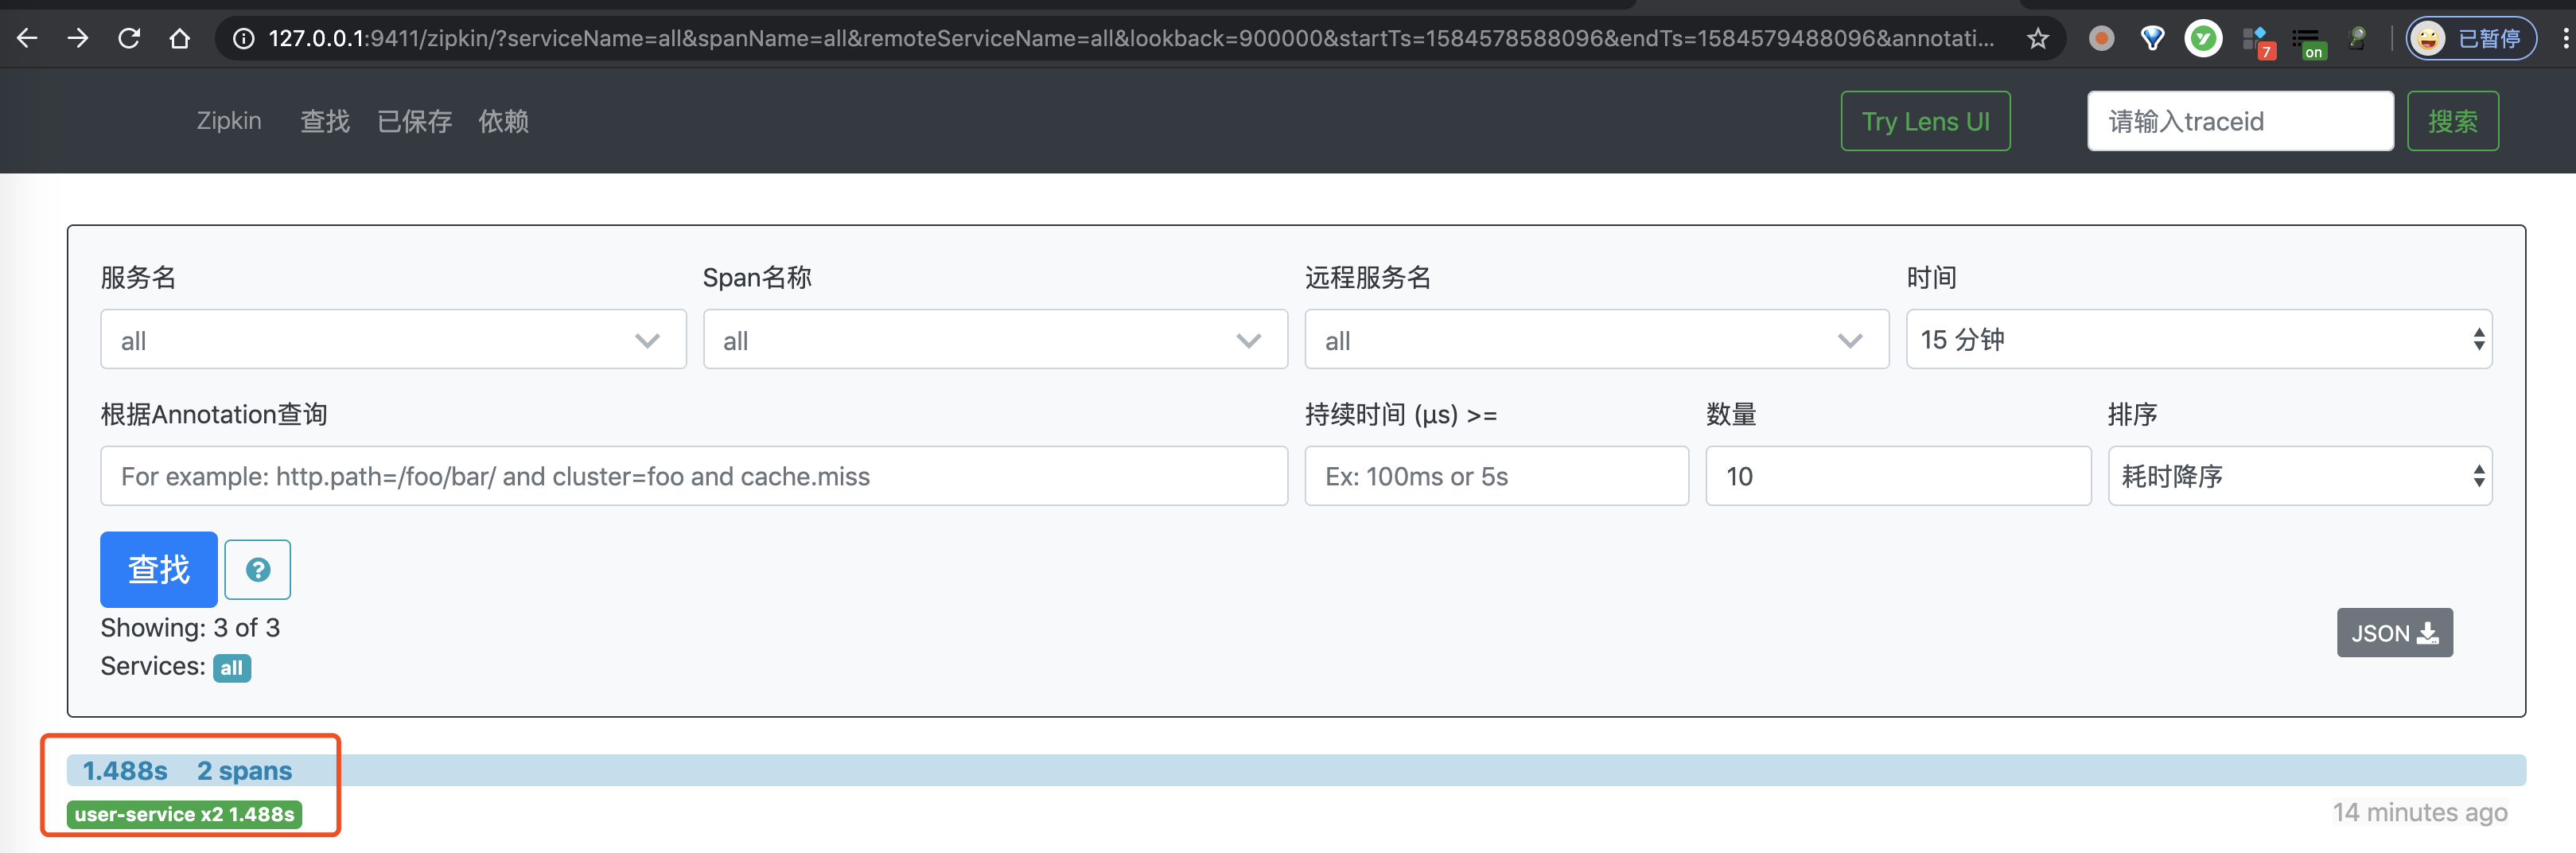 127.0.0.1:9411/zipkin/?serviceName=all&spanName=all&remoteServiceName=all&lookback=900000&startTs=1584578588096&endTs=1584579488096&annotati...
7
on
已暂停
Zipkin 查找 已保存 依赖
Try Lens UI
请输入traceid
搜索
服务名 Span名称 远程服务名 时间
all all all 15 分钟
根据Annotation查询 持续时间 (μs) >= 数量 排序
For example: http.path=/foo/bar/ and cluster=foo and cache.miss Ex: 100ms or 5s 10 耗时降序
查找 ?
Showing: 3 of 3
JSON
Services: all
1.488s 2 spans
user-service x2 1.488s
14 minutes ago